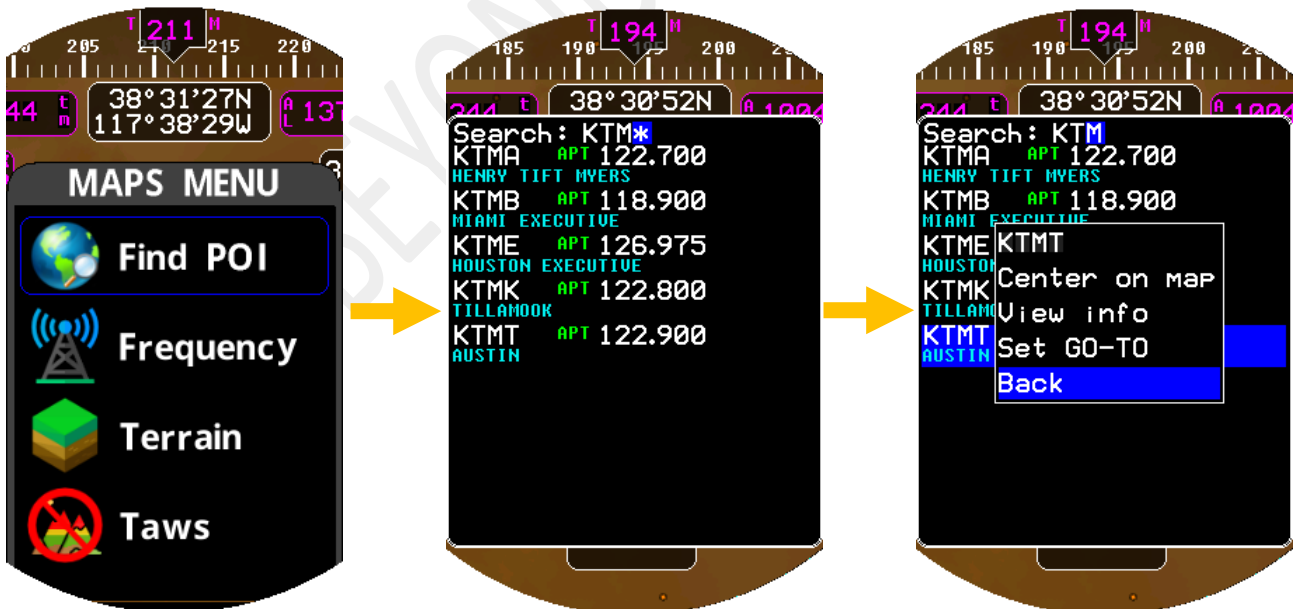 T 211 M
205 210 215 220
44 t m
38°31'27N
117°38'29W
A L 137
MAPS MENU
Find POI
Frequency
Terrain
Taws
T 194 M
185 190 195 200
244 t
38°30'52N
A 1004
Search: KTM*
KTMA APT 122.700
HENRY TIFT MYERS
KTMB APT 118.900
MIAMI EXECUTIVE
KTME APT 126.975
HOUSTON EXECUTIVE
KTMK APT 122.800
TILLAMOOK
KTMT APT 122.900
AUSTIN
T 194 M
185 190 195 200
244 t
38°30'52N
A 1004
Search: KTM
KTMA APT 122.700
HENRY TIFT MYERS
KTMB APT 118.900
MIAMI EXECUTIVE
KTME
HOUSTON
KTMK
TILLAM
KTMT
AUSTIN
KTMT
Center on map
View info
Set GO-TO
Back